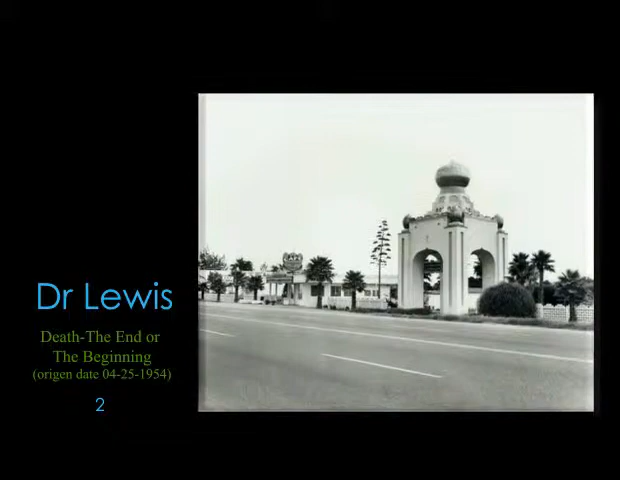 Dr Lewis
Death-The End or
The Beginning
(origen date 04-25-1954)
2